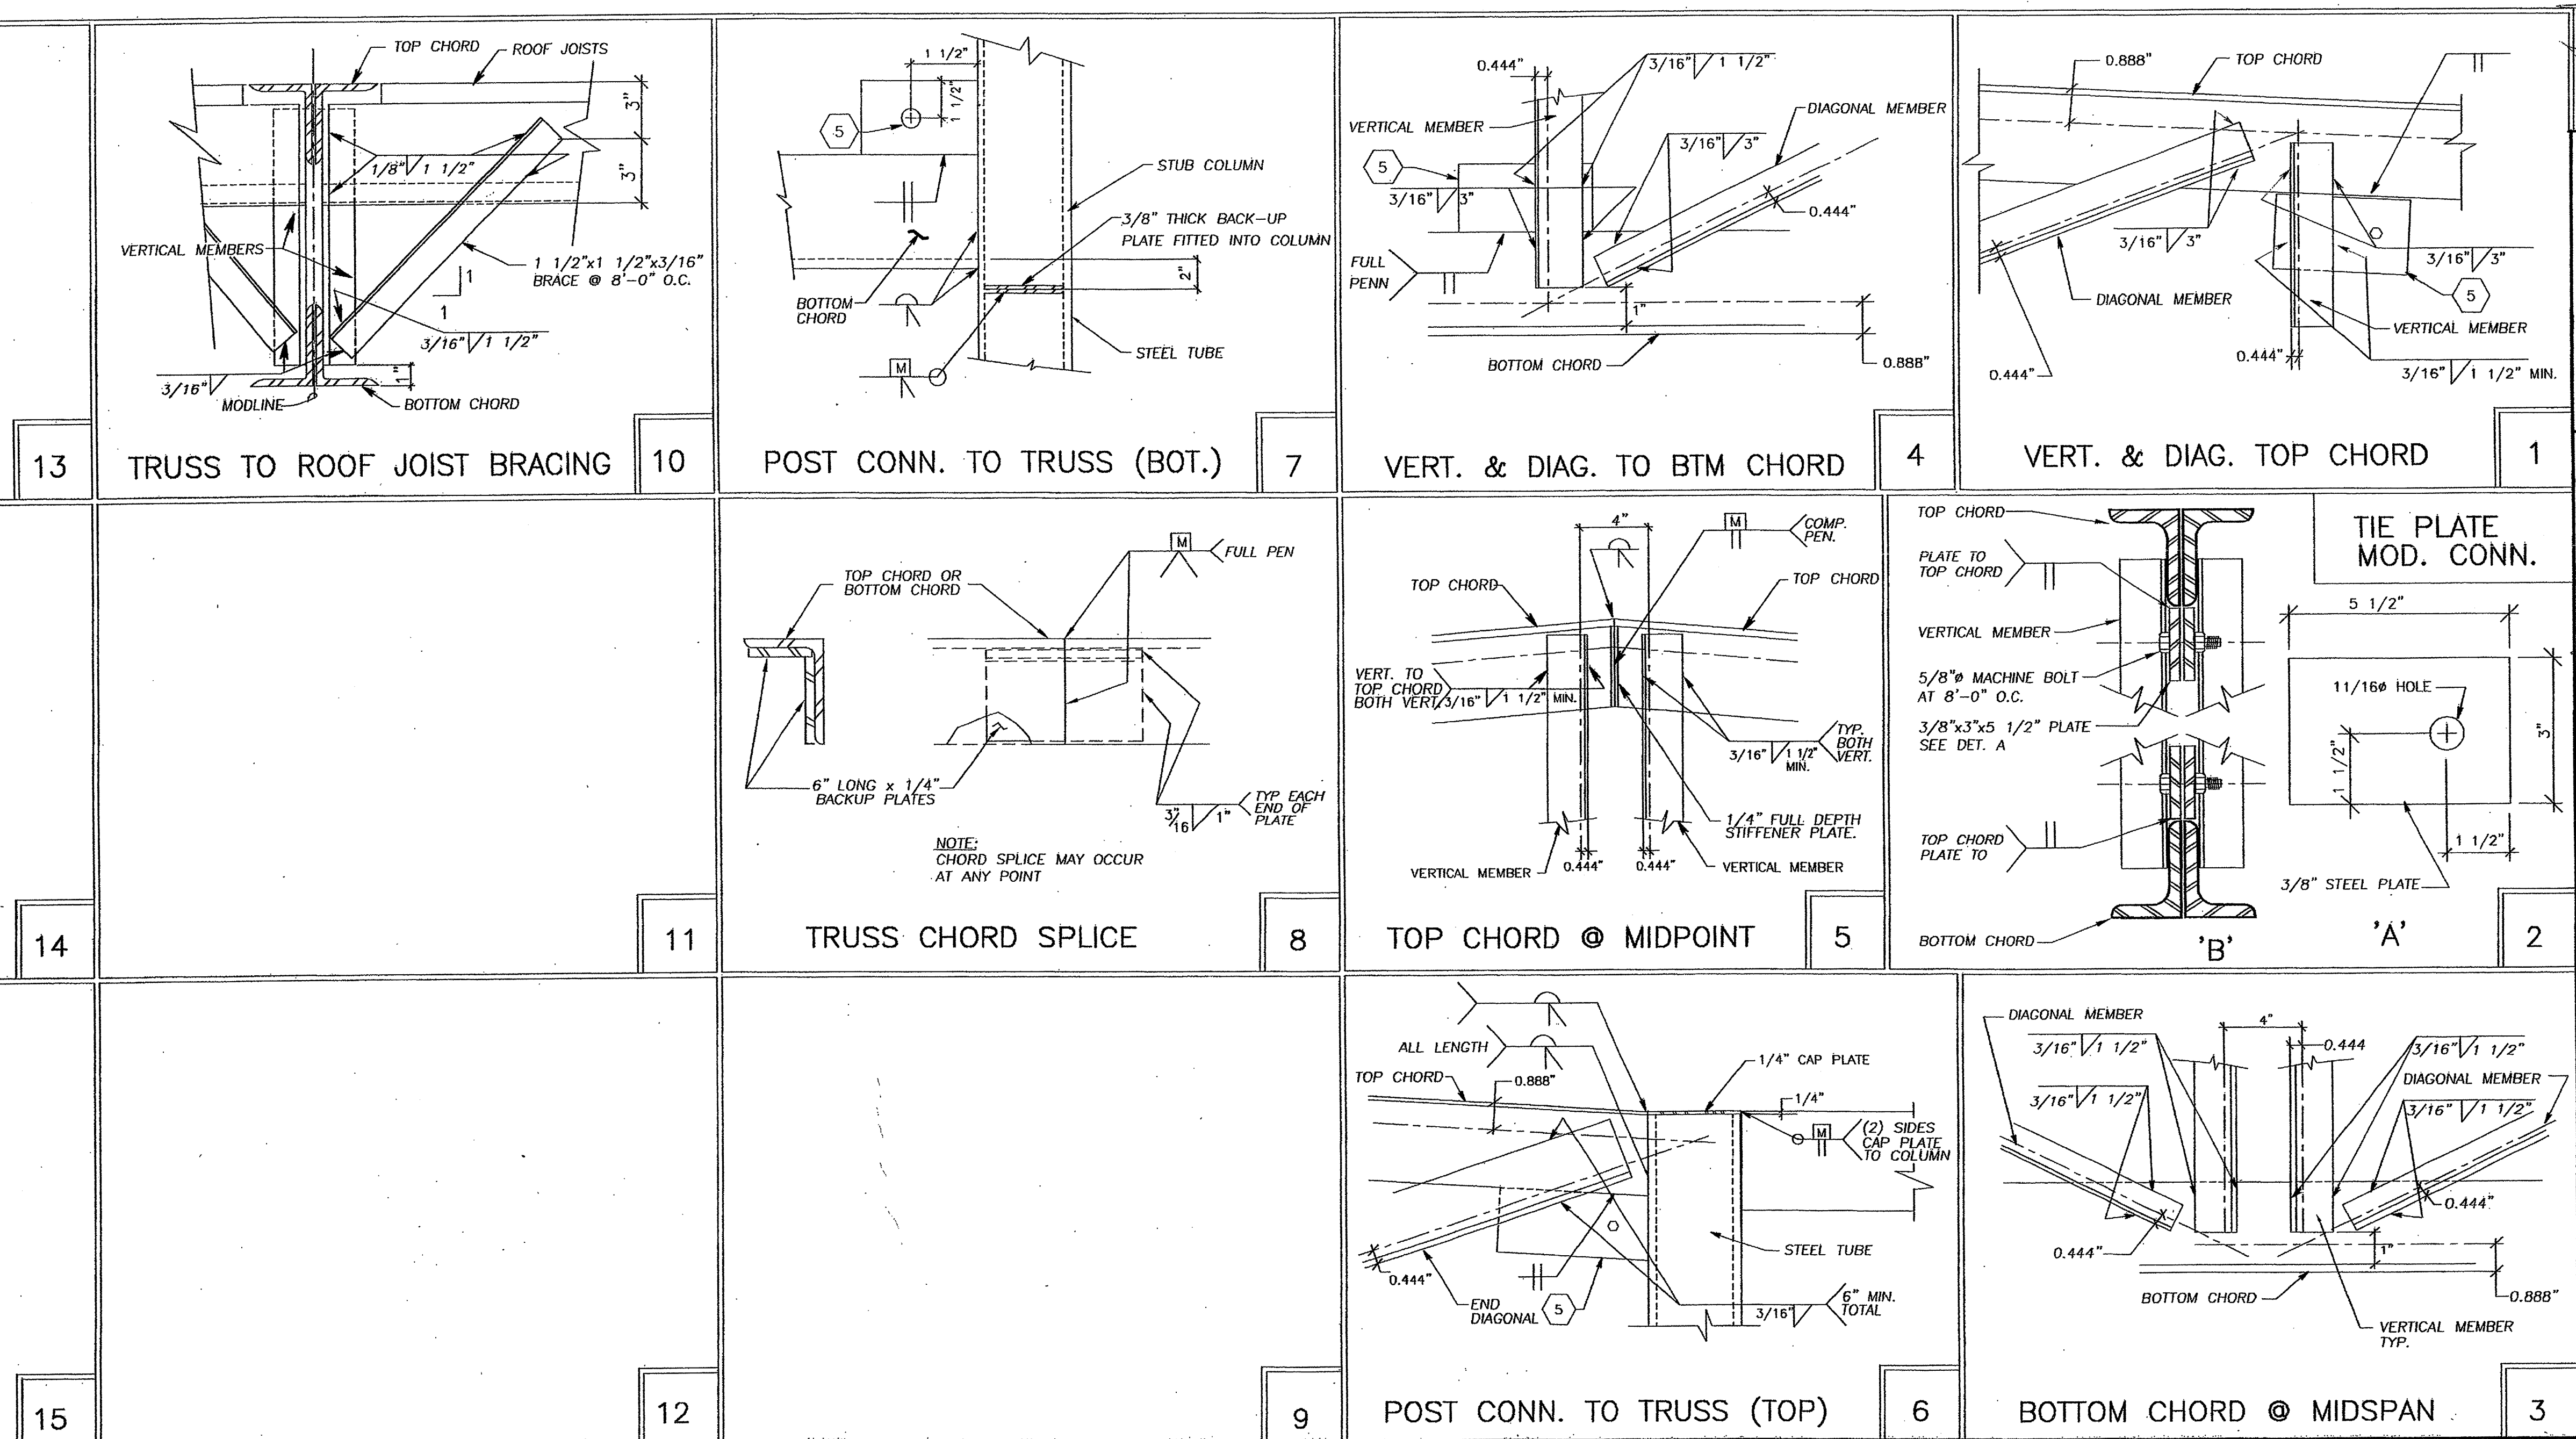 TOP CHORD
ROOF JOISTS
3"
3"
1/8" 1 1/2"
VERTICAL MEMBERS
1 1/2"x1 1/2"x3/16"
BRACE @ 8'-0" O.C.
1
1
3/16" 1 1/2"
3/16"
1"
MODLINE
BOTTOM CHORD
13
TRUSS TO ROOF JOIST BRACING
10
1 1/2"
1 1/2"
5
STUB COLUMN
3/8" THICK BACK-UP
PLATE FITTED INTO COLUMN
2"
BOTTOM
CHORD
M
STEEL TUBE
POST CONN. TO TRUSS (BOT.)
7
0.444"
3/16" 1 1/2"
VERTICAL MEMBER
DIAGONAL MEMBER
3/16" 3"
5
3/16" 3"
0.444"
FULL
PENN
1"
BOTTOM CHORD
0.888"
VERT. & DIAG. TO BTM CHORD
4
0.888"
TOP CHORD
3/16" 3"
3/16" 3"
DIAGONAL MEMBER
5
VERTICAL MEMBER
0.444"
0.444"
3/16" 1 1/2" MIN.
VERT. & DIAG. TOP CHORD
1
14
11
M
FULL PEN
TOP CHORD OR
BOTTOM CHORD
6" LONG x 1/4"
BACKUP PLATES
3/16" 1"
TYP EACH
END OF
PLATE
NOTE:
CHORD SPLICE MAY OCCUR
AT ANY POINT
TRUSS CHORD SPLICE
8
4"
M
COMP.
PEN.
TOP CHORD
TOP CHORD
VERT. TO
TOP CHORD
BOTH VERT.
3/16" 1 1/2" MIN.
TYP.
BOTH
VERT.
3/16" 1 1/2"
MIN.
1/4" FULL DEPTH
STIFFENER PLATE.
0.444"
0.444"
VERTICAL MEMBER
VERTICAL MEMBER
TOP CHORD @ MIDPOINT
5
TOP CHORD
TIE PLATE
MOD. CONN.
PLATE TO
TOP CHORD
VERTICAL MEMBER
5/8"ø MACHINE BOLT
AT 8'-0" O.C.
3/8"x3"x5 1/2" PLATE
SEE DET. A
TOP CHORD
PLATE TO
BOTTOM CHORD
'B'
5 1/2"
11/16ø HOLE
3"
1 1/2"
1 1/2"
3/8" STEEL PLATE
'A'
2
15
12
9
ALL LENGTH
1/4" CAP PLATE
TOP CHORD
0.888"
1/4"
M
(2) SIDES
CAP PLATE
TO COLUMN
0.444"
STEEL TUBE
END
DIAGONAL
5
3/16"
6" MIN.
TOTAL
POST CONN. TO TRUSS (TOP)
6
DIAGONAL MEMBER
4"
3/16" 1 1/2"
0.444
3/16" 1 1/2"
DIAGONAL MEMBER
3/16" 1 1/2"
3/16" 1 1/2"
0.444"
0.444"
1"
BOTTOM CHORD
0.888"
VERTICAL MEMBER
TYP.
BOTTOM CHORD @ MIDSPAN
3